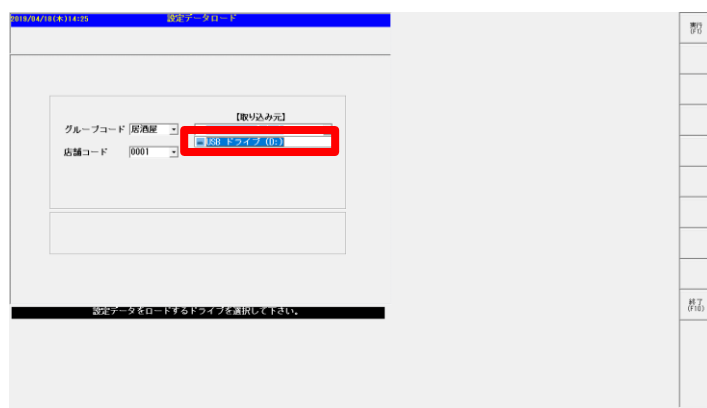 2019/04/18(木)14:25 設定データロード
実行
(F1)
【取り込み元】
グループコード 居酒屋
USB ドライブ (D:)
店舗コード 0001
終了
(F10)
設定データをロードするドライブを選択して下さい。